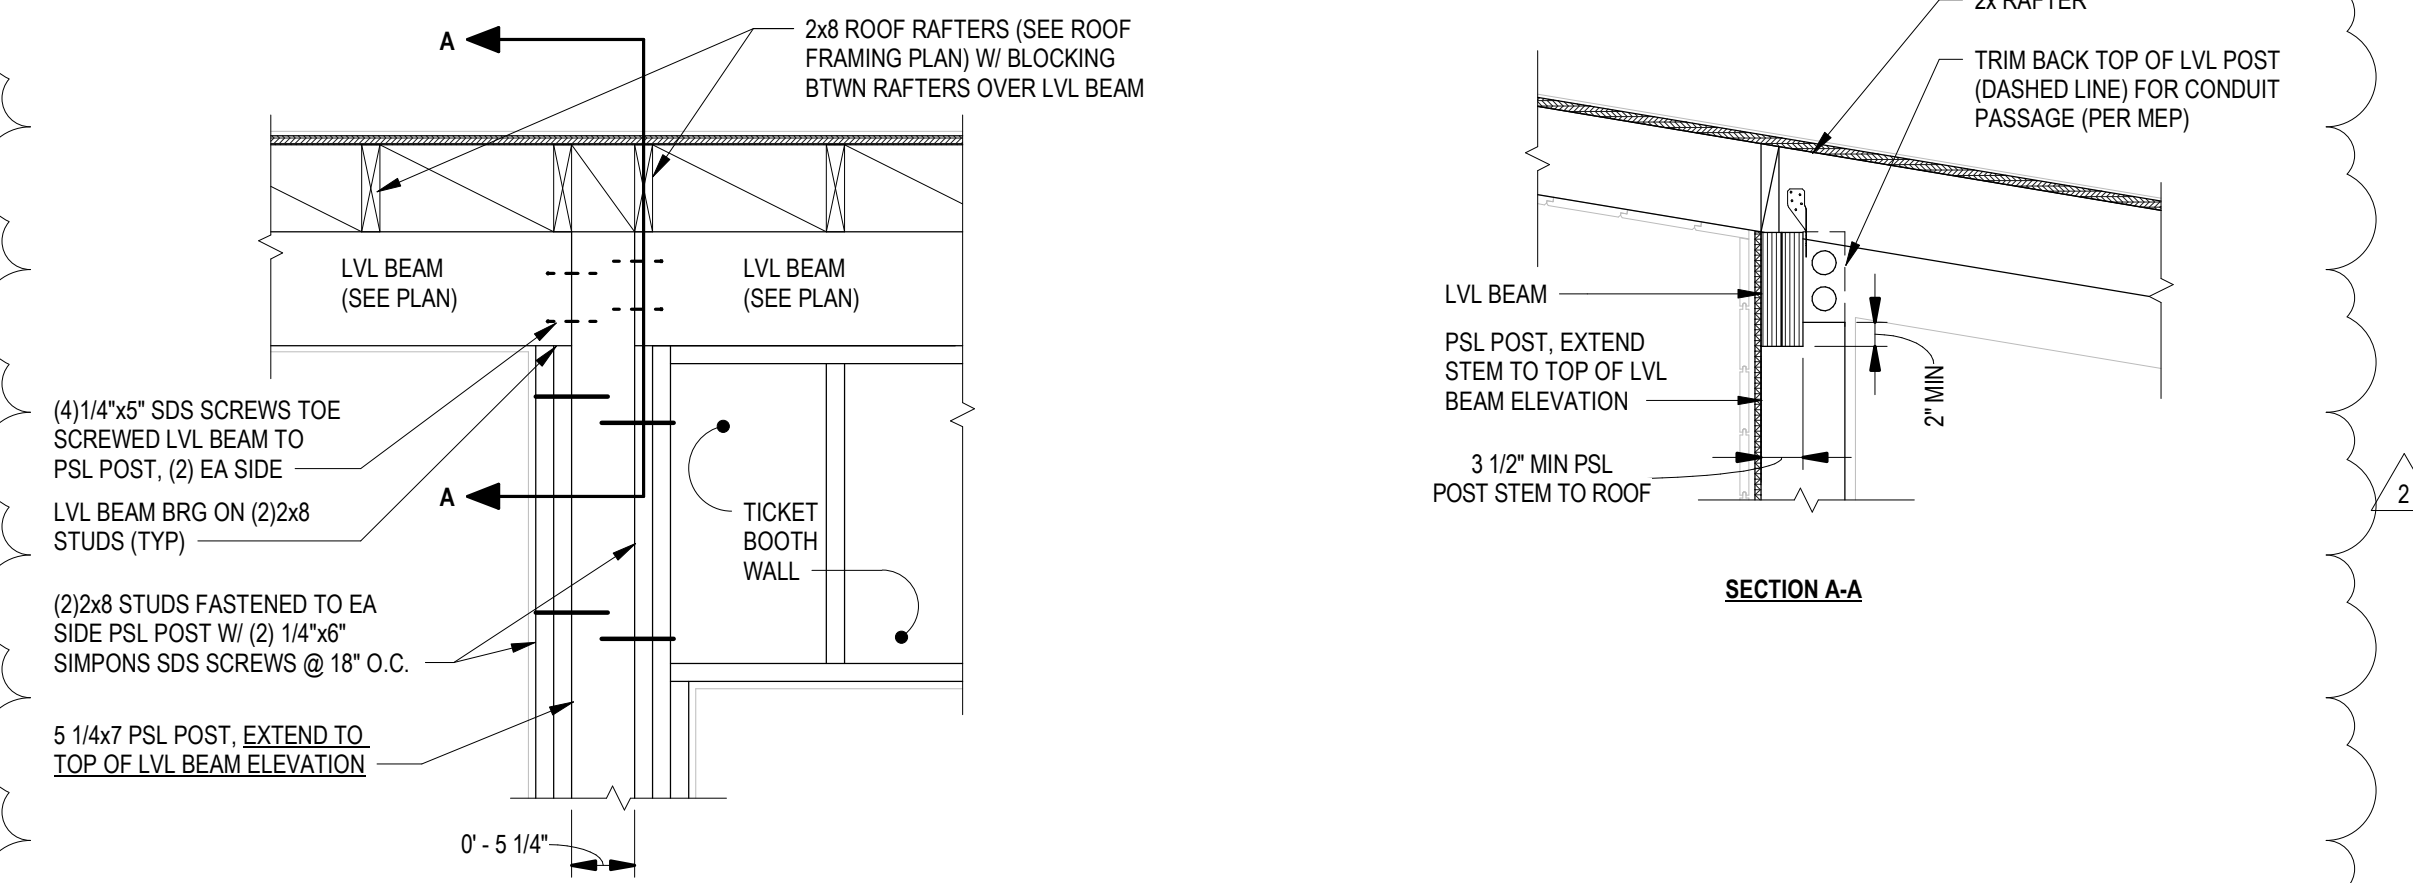 A
2x8 ROOF RAFTERS (SEE ROOF
FRAMING PLAN) W/ BLOCKING
BTWN RAFTERS OVER LVL BEAM
LVL BEAM
(SEE PLAN)
LVL BEAM
(SEE PLAN)
(4)1/4"x5" SDS SCREWS TOE
SCREWED LVL BEAM TO
PSL POST, (2) EA SIDE
A
LVL BEAM BRG ON (2)2x8
STUDS (TYP)
TICKET
BOOTH
WALL
(2)2x8 STUDS FASTENED TO EA
SIDE PSL POST W/ (2) 1/4"x6"
SIMPONS SDS SCREWS @ 18" O.C.
5 1/4x7 PSL POST, EXTEND TO
TOP OF LVL BEAM ELEVATION
0' - 5 1/4"
2x RAFTER
TRIM BACK TOP OF LVL POST
(DASHED LINE) FOR CONDUIT
PASSAGE (PER MEP)
LVL BEAM
PSL POST, EXTEND
STEM TO TOP OF LVL
BEAM ELEVATION
2" MIN
3 1/2" MIN PSL
POST STEM TO ROOF
2
SECTION A-A